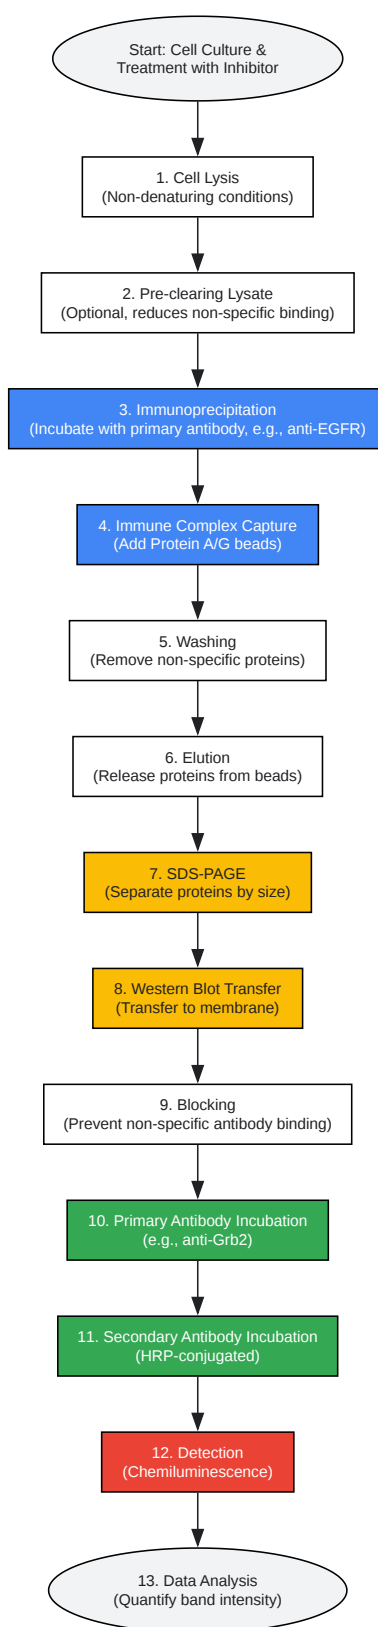 Start: Cell Culture &
Treatment with Inhibitor
1. Cell Lysis
(Non-denaturing conditions)
2. Pre-clearing Lysate
(Optional, reduces non-specific binding)
3. Immunoprecipitation
(Incubate with primary antibody, e.g., anti-EGFR)
4. Immune Complex Capture
(Add Protein A/G beads)
5. Washing
(Remove non-specific proteins)
6. Elution
(Release proteins from beads)
7. SDS-PAGE
(Separate proteins by size)
8. Western Blot Transfer
(Transfer to membrane)
9. Blocking
(Prevent non-specific antibody binding)
10. Primary Antibody Incubation
(e.g., anti-Grb2)
11. Secondary Antibody Incubation
(HRP-conjugated)
12. Detection
(Chemiluminescence)
13. Data Analysis
(Quantify band intensity)